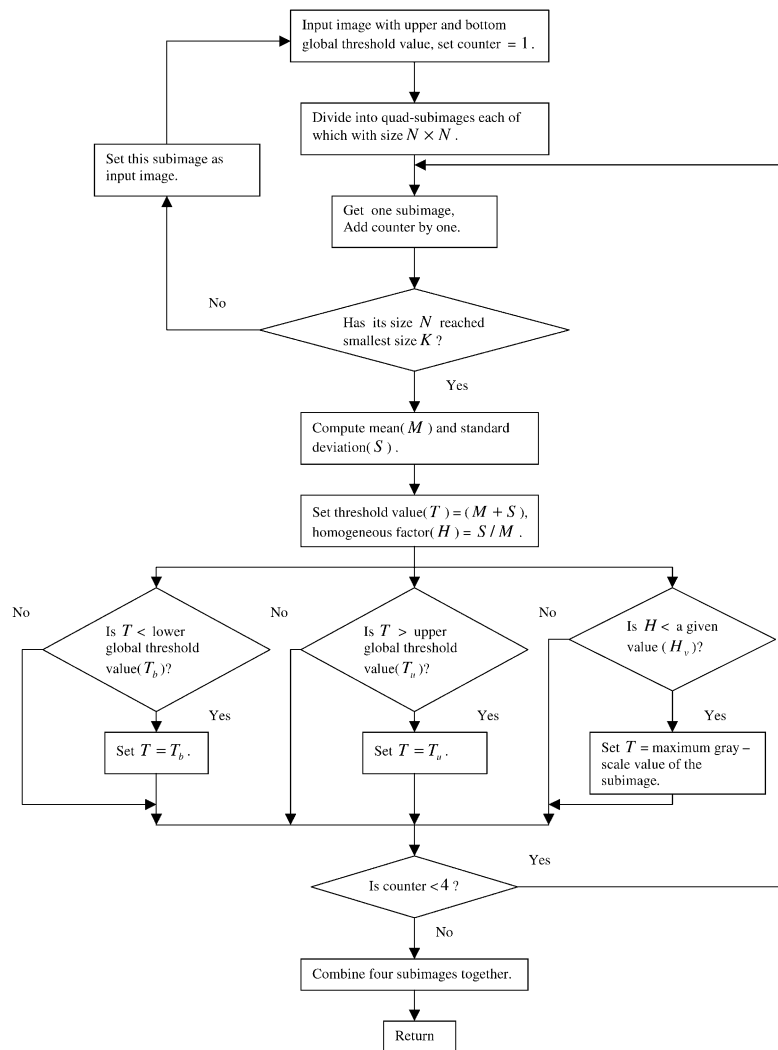 Input image with upper and bottom
global threshold value, set counter = 1.
Divide into quad-subimages each of
which with size N × N.
Set this subimage as
input image.
Get one subimage,
Add counter by one.
No
Has its size N reached
smallest size K?
Yes
Compute mean(M) and standard
deviation(S).
Set threshold value(T) = (M + S),
homogeneous factor(H) = S / M.
No
Is T < lower
global threshold
value(T_b)?
Yes
Set T = T_b.
No
Is T > upper
global threshold
value(T_u)?
Yes
Set T = T_u.
No
Is H < a given
value (H_v)?
Yes
Set T = maximum gray –
scale value of the
subimage.
Is counter < 4?
Yes
No
Combine four subimages together.
Return